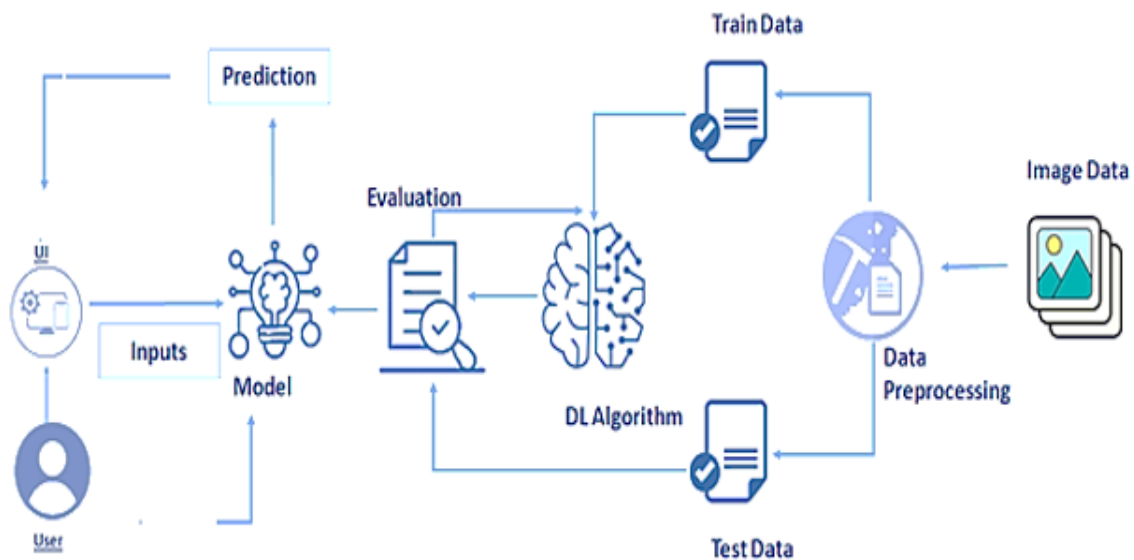 Train Data
Prediction
Image Data
Evaluation
UI
Inputs
Model
Data
Preprocessing
DL Algorithm
User
Test Data